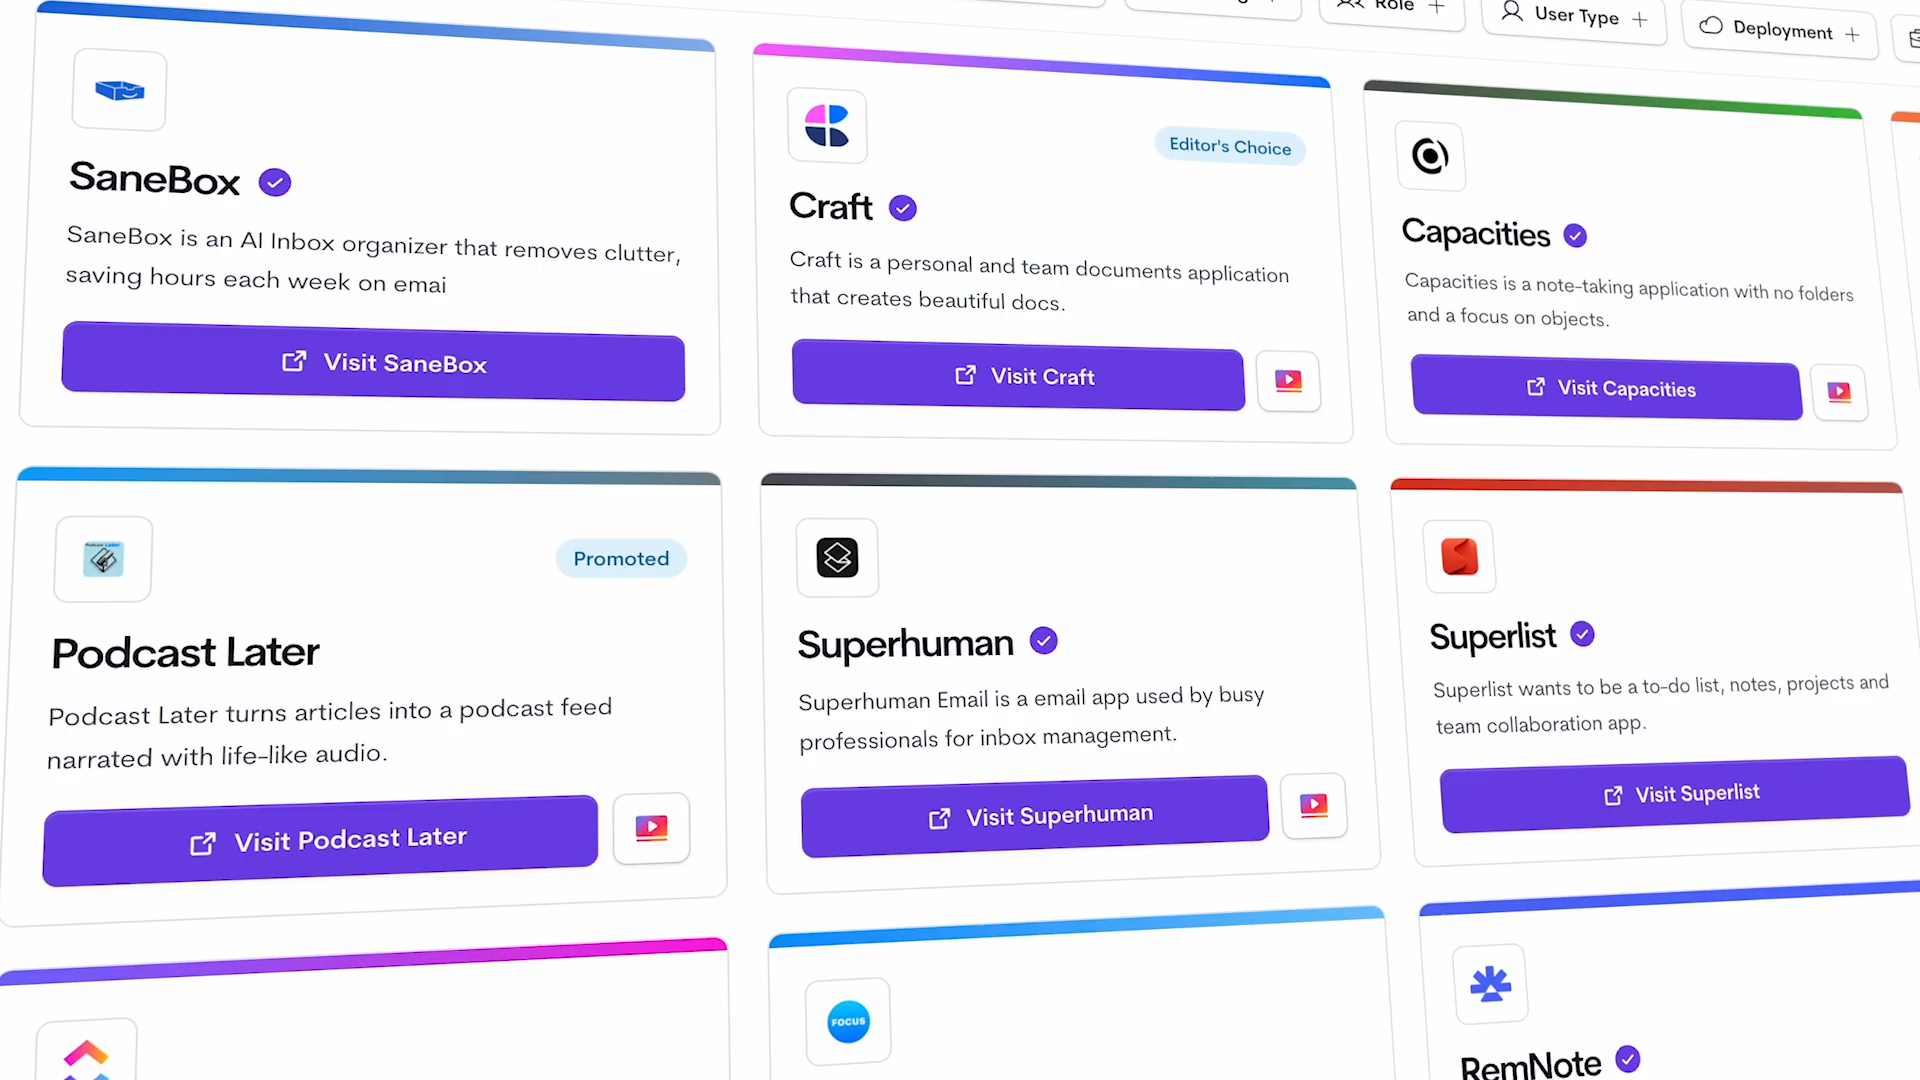 Role
User Type
Deployment
SaneBox
SaneBox is an AI Inbox organizer that removes clutter,
saving hours each week on emai
Visit SaneBox
Editor's Choice
Craft
Craft is a personal and team documents application
that creates beautiful docs.
Visit Craft
Capacities
Capacities is a note-taking application with no folders
and a focus on objects.
Visit Capacities
Promoted
Podcast Later
Podcast Later
Podcast Later turns articles into a podcast feed
narrated with life-like audio.
Visit Podcast Later
Superhuman
Superhuman Email is a email app used by busy
professionals for inbox management.
Visit Superhuman
Superlist
Superlist wants to be a to-do list, notes, projects and
team collaboration app.
Visit Superlist
FOCUS
RemNote